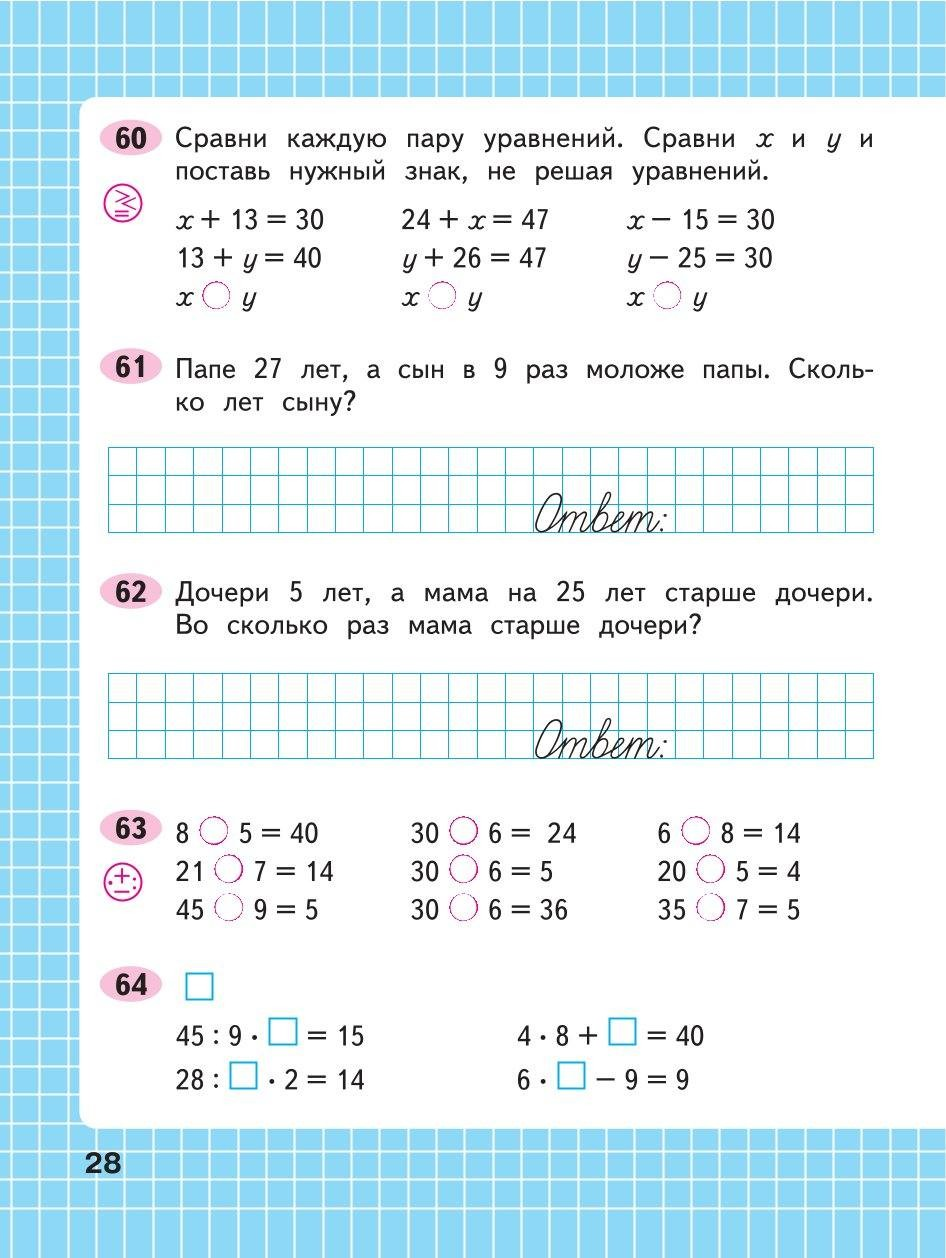 60 Сравни каждую пару уравнений. Сравни x и y и
поставь нужный знак, не решая уравнений.
x + 13 = 30 24 + x = 47 x − 15 = 30
13 + y = 40 y + 26 = 47 y − 25 = 30
x ○ y x ○ y x ○ y
61 Папе 27 лет, а сын в 9 раз моложе папы. Сколь-
ко лет сыну?
Ответ:
62 Дочери 5 лет, а мама на 25 лет старше дочери.
Во сколько раз мама старше дочери?
Ответ:
63 8 ○ 5 = 40 30 ○ 6 = 24 6 ○ 8 = 14
21 ○ 7 = 14 30 ○ 6 = 5 20 ○ 5 = 4
45 ○ 9 = 5 30 ○ 6 = 36 35 ○ 7 = 5
64 □
45 : 9 · □ = 15 4 · 8 + □ = 40
28 : □ · 2 = 14 6 · □ − 9 = 9
28